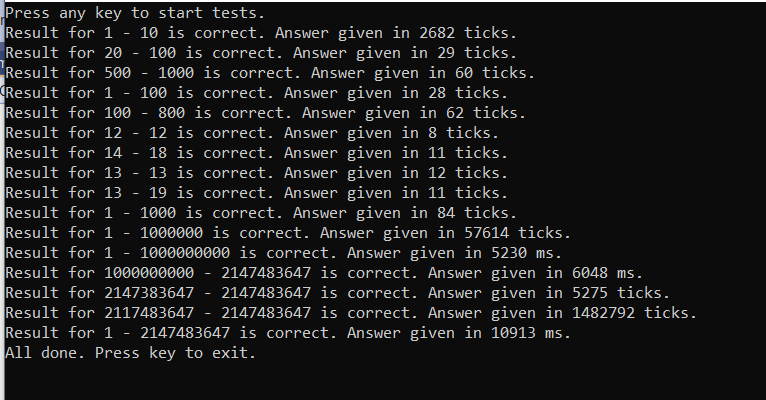 Press any key to start tests.
Result for 1 - 10 is correct. Answer given in 2682 ticks.
Result for 20 - 100 is correct. Answer given in 29 ticks.
Result for 500 - 1000 is correct. Answer given in 60 ticks.
Result for 1 - 100 is correct. Answer given in 28 ticks.
Result for 100 - 800 is correct. Answer given in 62 ticks.
Result for 12 - 12 is correct. Answer given in 8 ticks.
Result for 14 - 18 is correct. Answer given in 11 ticks.
Result for 13 - 13 is correct. Answer given in 12 ticks.
Result for 13 - 19 is correct. Answer given in 11 ticks.
Result for 1 - 1000 is correct. Answer given in 84 ticks.
Result for 1 - 1000000 is correct. Answer given in 57614 ticks.
Result for 1 - 1000000000 is correct. Answer given in 5230 ms.
Result for 1000000000 - 2147483647 is correct. Answer given in 6048 ms.
Result for 2147383647 - 2147483647 is correct. Answer given in 5275 ticks.
Result for 2117483647 - 2147483647 is correct. Answer given in 1482792 ticks.
Result for 1 - 2147483647 is correct. Answer given in 10913 ms.
All done. Press key to exit.